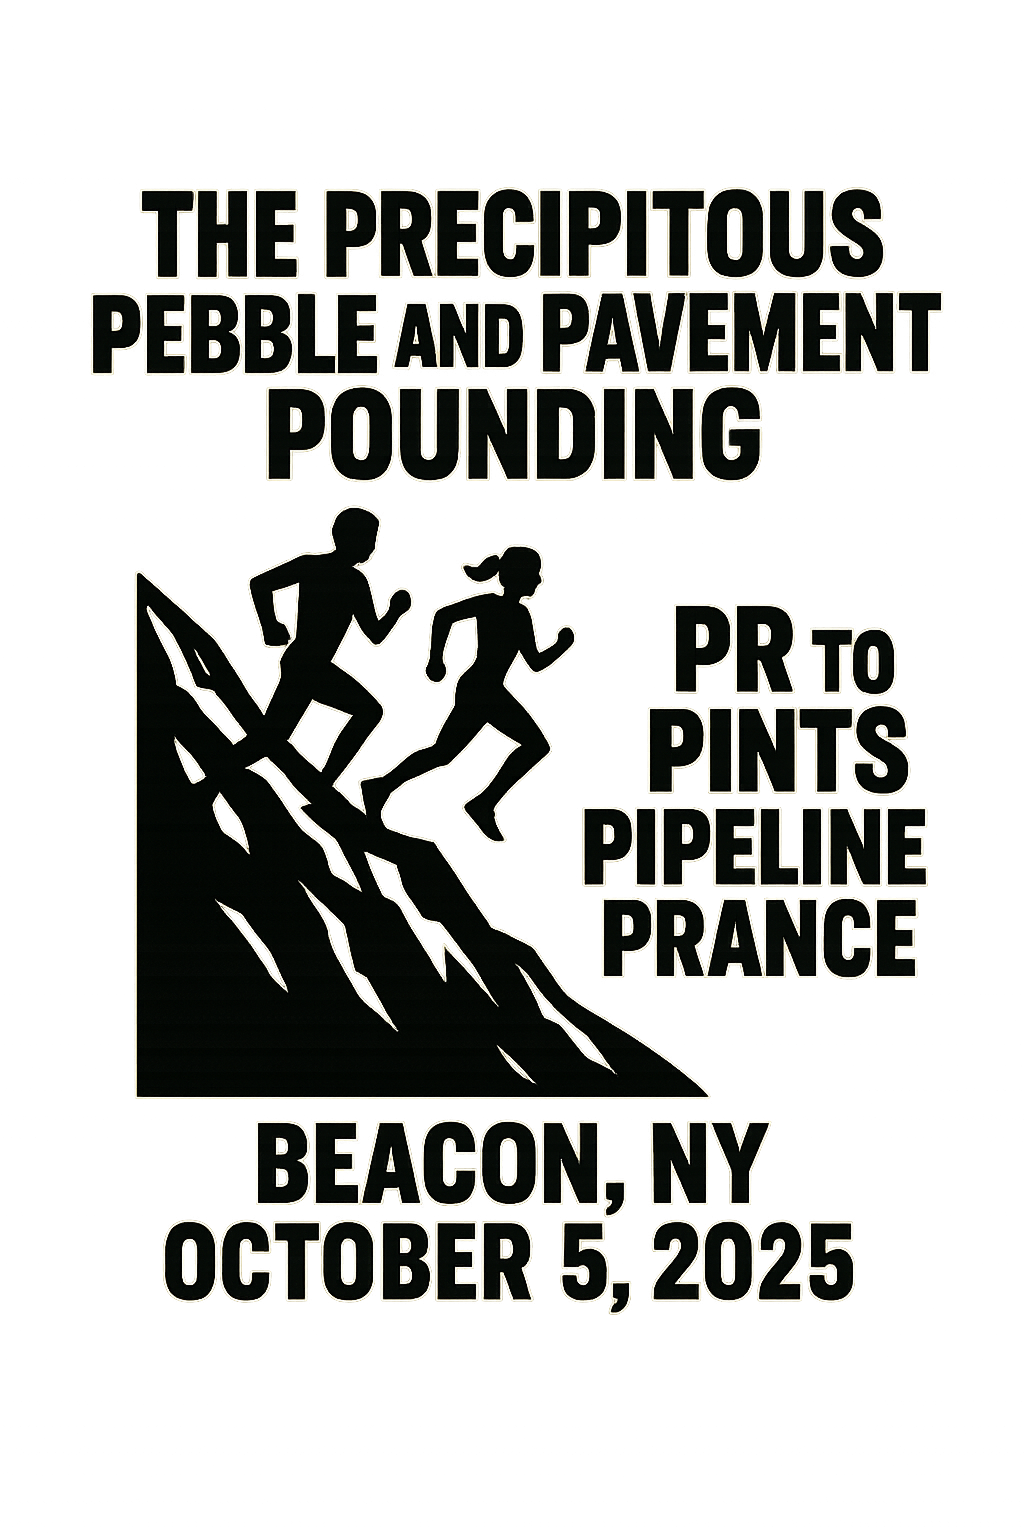 THE PRECIPITOUS
PEBBLE AND PAVEMENT
POUNDING
PR TO
PINTS
PIPELINE
PRANCE
BEACON, NY
OCTOBER 5, 2025